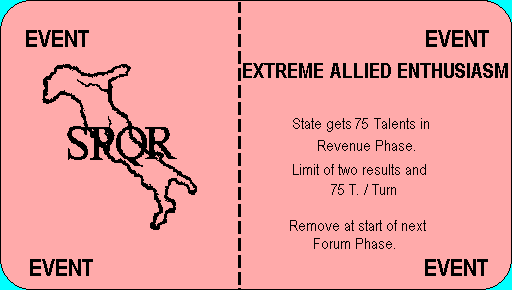 EVENT
SPQR
EVENT
EVENT
EXTREME ALLIED ENTHUSIASM
State gets 75 Talents in
Revenue Phase.
Limit of two results and
75 T. / Turn
Remove at start of next
Forum Phase.
EVENT